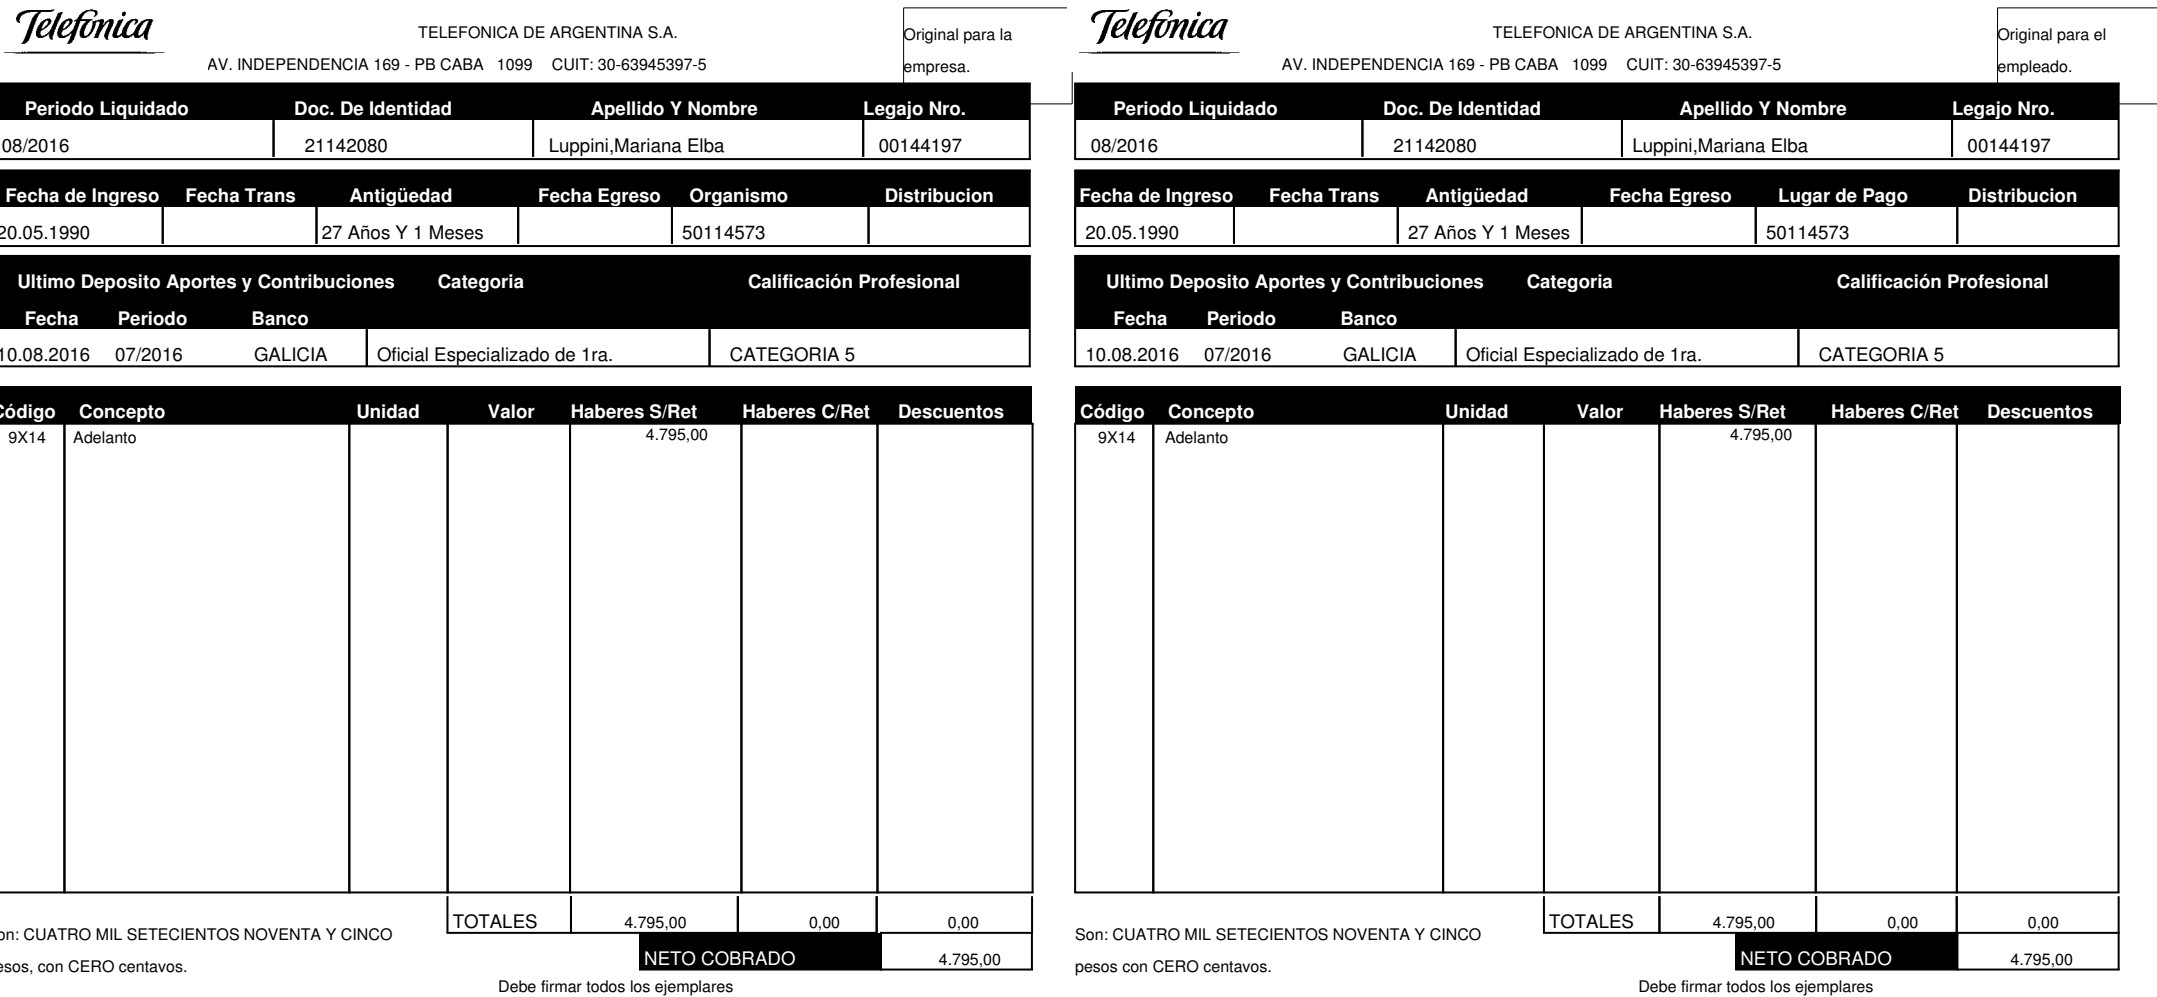 Telefónica
TELEFONICA DE ARGENTINA S.A.
AV. INDEPENDENCIA 169 - PB CABA 1099 CUIT: 30-63945397-5
Original para la
empresa.
Periodo Liquidado Doc. De Identidad Apellido Y Nombre Legajo Nro.
08/2016 21142080 Luppini,Mariana Elba 00144197
Fecha de Ingreso Fecha Trans Antigüedad Fecha Egreso Organismo Distribucion
20.05.1990 27 Años Y 1 Meses 50114573
Ultimo Deposito Aportes y Contribuciones Categoria Calificación Profesional
Fecha Periodo Banco
10.08.2016 07/2016 GALICIA Oficial Especializado de 1ra. CATEGORIA 5
Código Concepto Unidad Valor Haberes S/Ret Haberes C/Ret Descuentos
9X14 Adelanto 4.795,00
TOTALES 4.795,00 0,00 0,00
on: CUATRO MIL SETECIENTOS NOVENTA Y CINCO
esos, con CERO centavos.
NETO COBRADO 4.795,00
Debe firmar todos los ejemplares
Telefónica
TELEFONICA DE ARGENTINA S.A.
AV. INDEPENDENCIA 169 - PB CABA 1099 CUIT: 30-63945397-5
Original para el
empleado.
Periodo Liquidado Doc. De Identidad Apellido Y Nombre Legajo Nro.
08/2016 21142080 Luppini,Mariana Elba 00144197
Fecha de Ingreso Fecha Trans Antigüedad Fecha Egreso Lugar de Pago Distribucion
20.05.1990 27 Años Y 1 Meses 50114573
Ultimo Deposito Aportes y Contribuciones Categoria Calificación Profesional
Fecha Periodo Banco
10.08.2016 07/2016 GALICIA Oficial Especializado de 1ra. CATEGORIA 5
Código Concepto Unidad Valor Haberes S/Ret Haberes C/Ret Descuentos
9X14 Adelanto 4.795,00
TOTALES 4.795,00 0,00 0,00
Son: CUATRO MIL SETECIENTOS NOVENTA Y CINCO
pesos con CERO centavos.
NETO COBRADO 4.795,00
Debe firmar todos los ejemplares